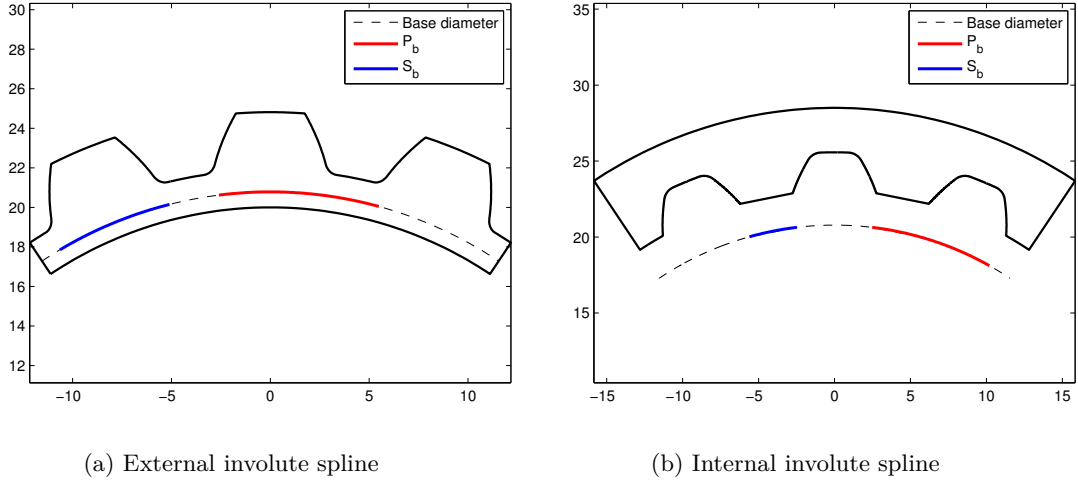 30
28
26
24
22
20
18
16
14
12
−10 −5 0 5 10
Base diameter
P_b
S_b
35
30
25
20
15
−15 −10 −5 0 5 10 15
Base diameter
P_b
S_b
(a) External involute spline
(b) Internal involute spline